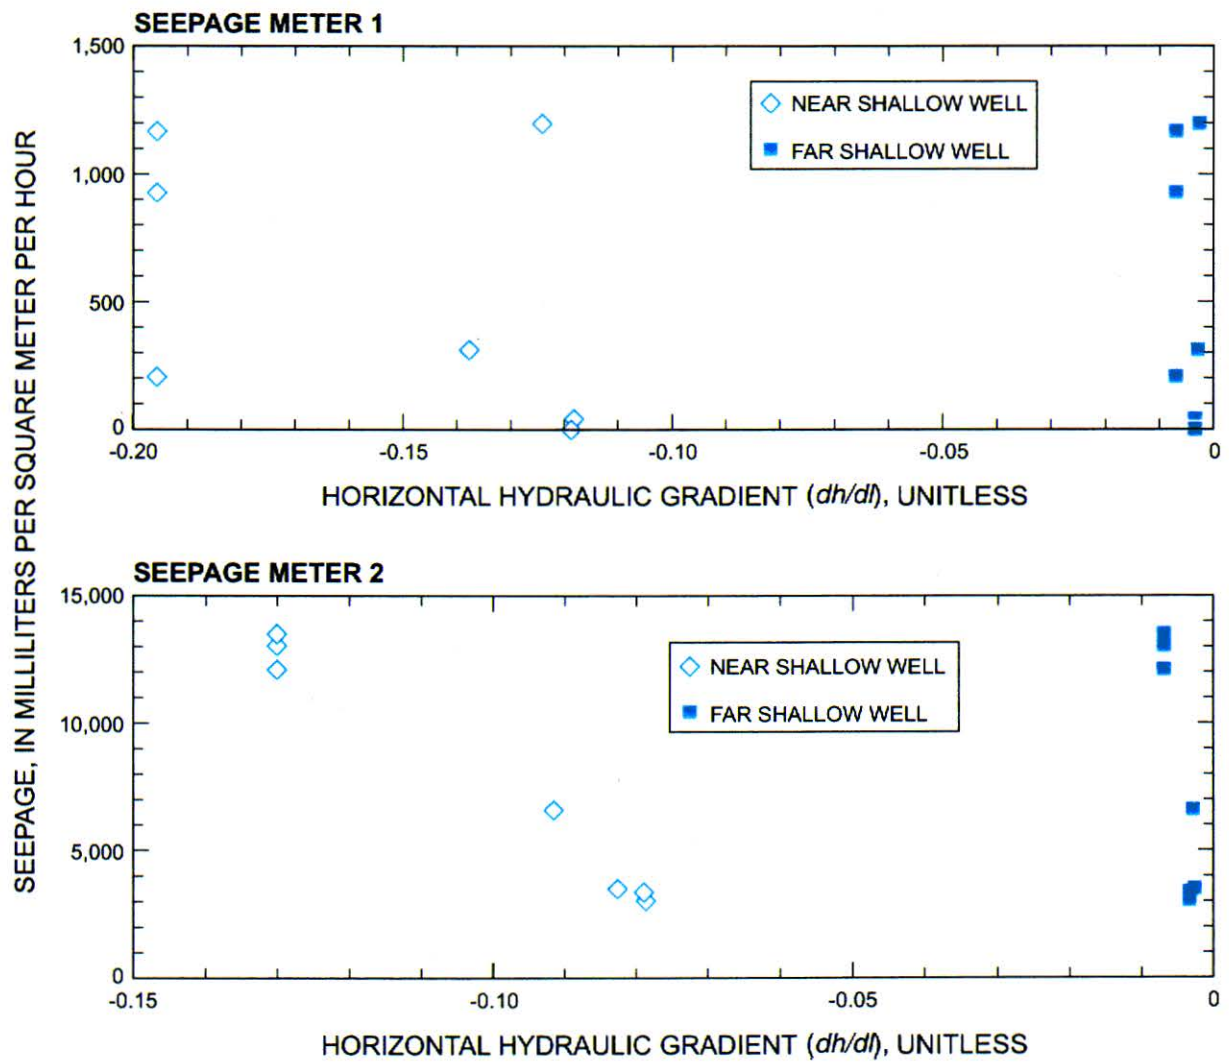 SEEPAGE METER 1
1,500
1,000
500
0
NEAR SHALLOW WELL
FAR SHALLOW WELL
-0.20
-0.15
-0.10
-0.05
0
HORIZONTAL HYDRAULIC GRADIENT (dh/dl), UNITLESS
SEEPAGE, IN MILLILITERS PER SQUARE METER PER HOUR
SEEPAGE METER 2
15,000
10,000
5,000
0
NEAR SHALLOW WELL
FAR SHALLOW WELL
-0.15
-0.10
-0.05
0
HORIZONTAL HYDRAULIC GRADIENT (dh/dl), UNITLESS